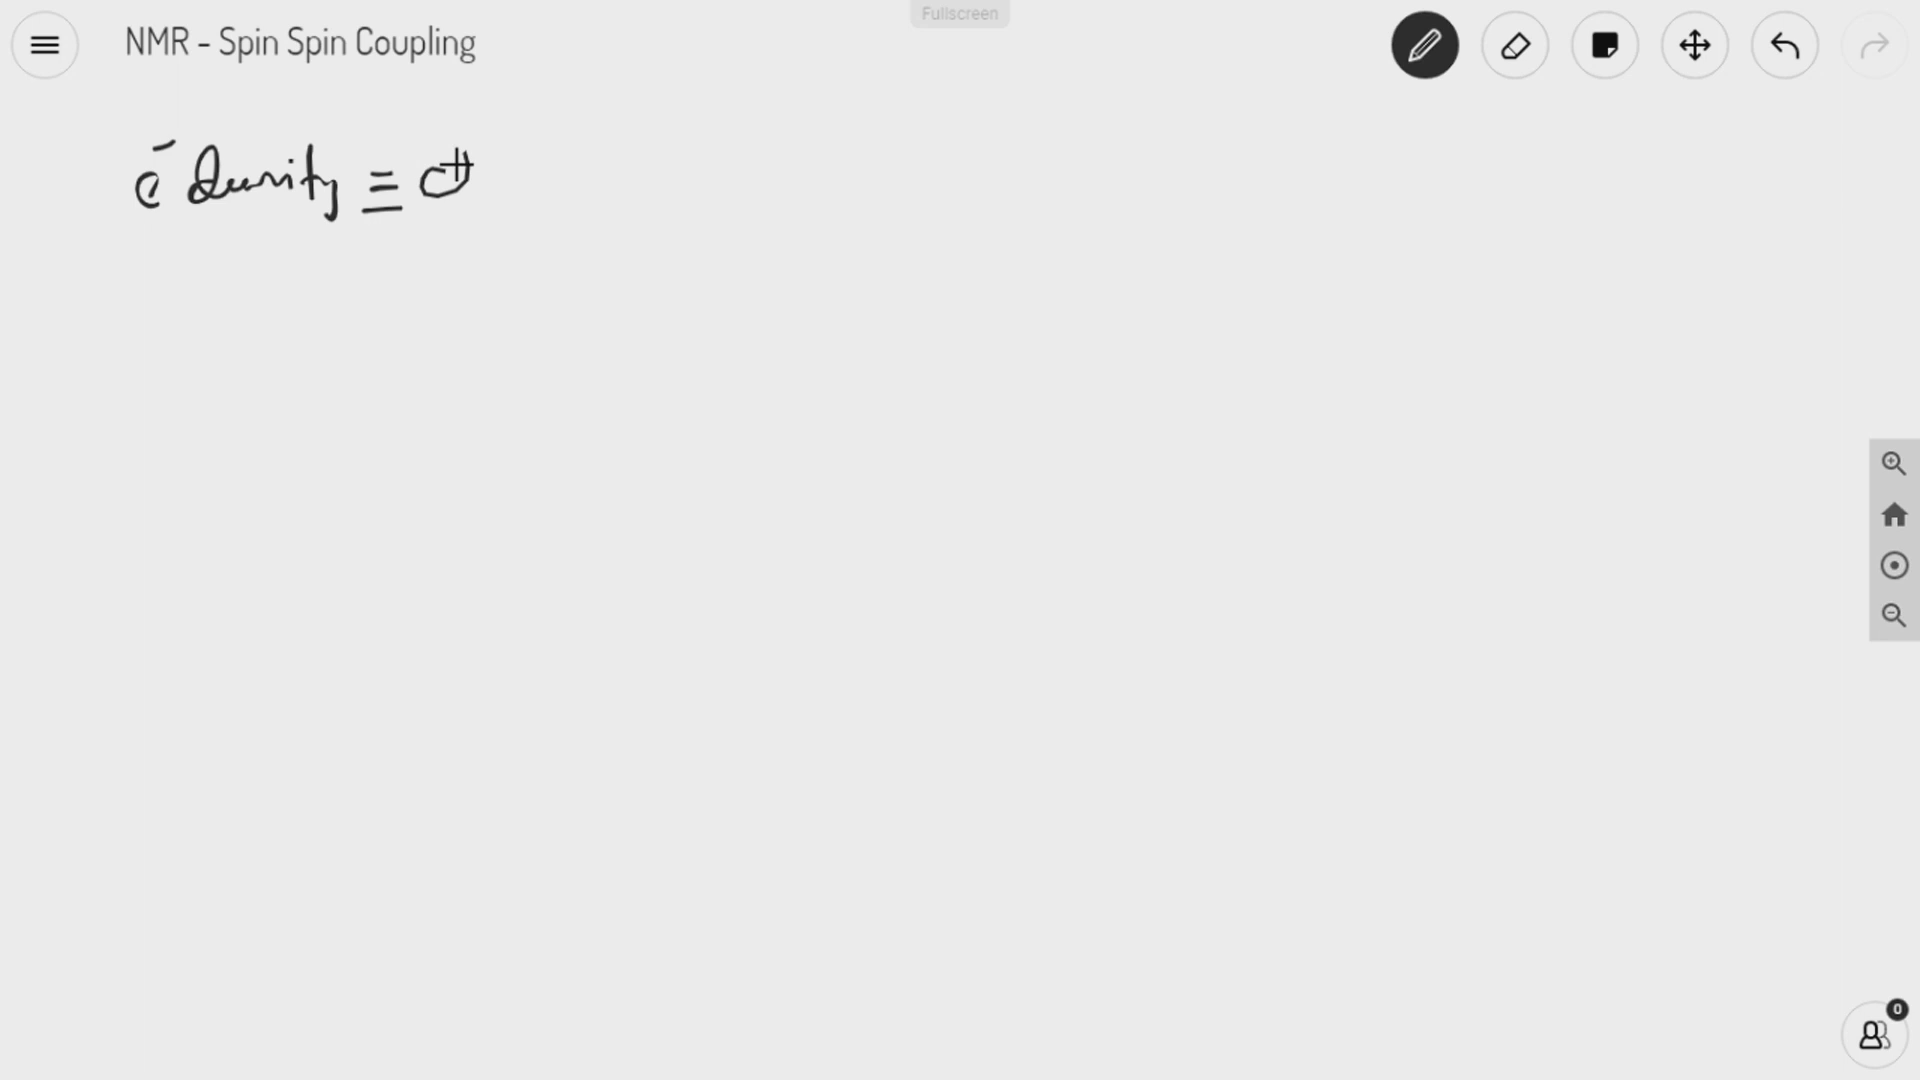 Fullscreen
NMR - Spin Spin Coupling
e⁻ density ≡
0